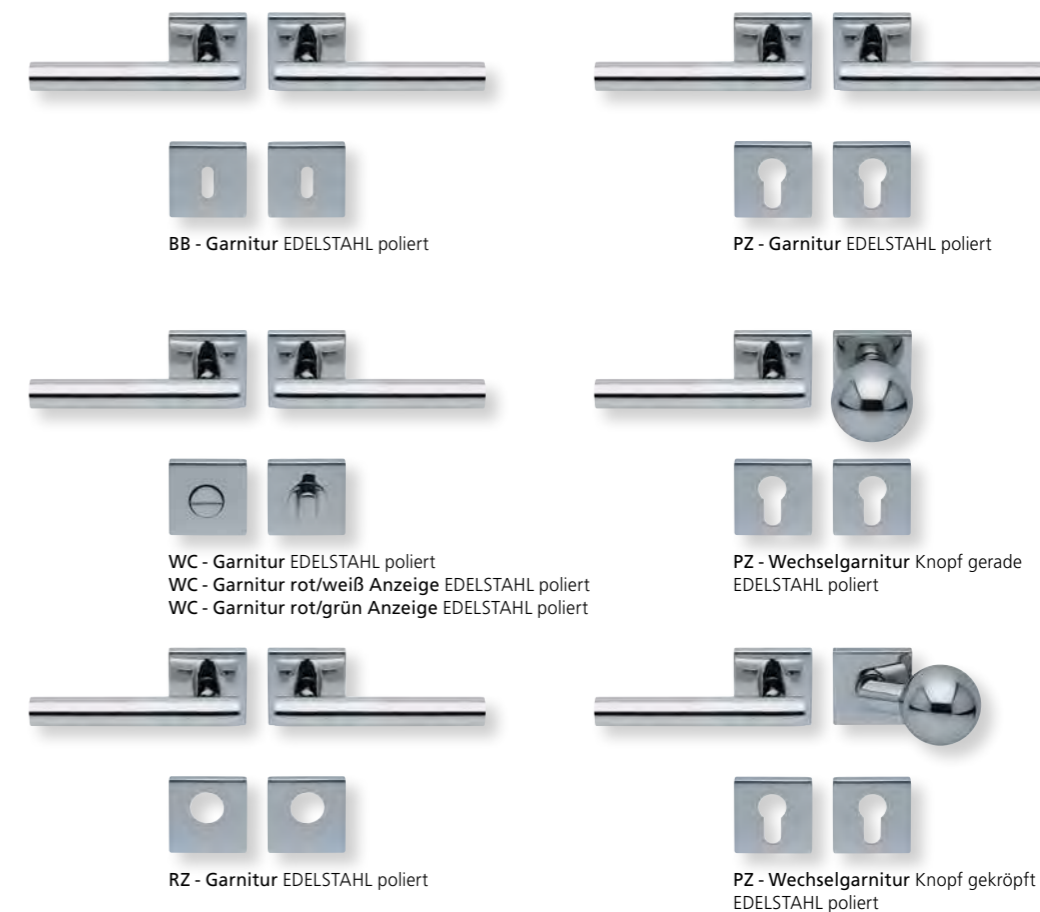 BB - Garnitur EDELSTAHL poliert
PZ - Garnitur EDELSTAHL poliert
WC - Garnitur EDELSTAHL poliert
WC - Garnitur rot/weiß Anzeige EDELSTAHL poliert
WC - Garnitur rot/grün Anzeige EDELSTAHL poliert
PZ - Wechselgarnitur Knopf gerade
EDELSTAHL poliert
RZ - Garnitur EDELSTAHL poliert
PZ - Wechselgarnitur Knopf gekröpft
EDELSTAHL poliert